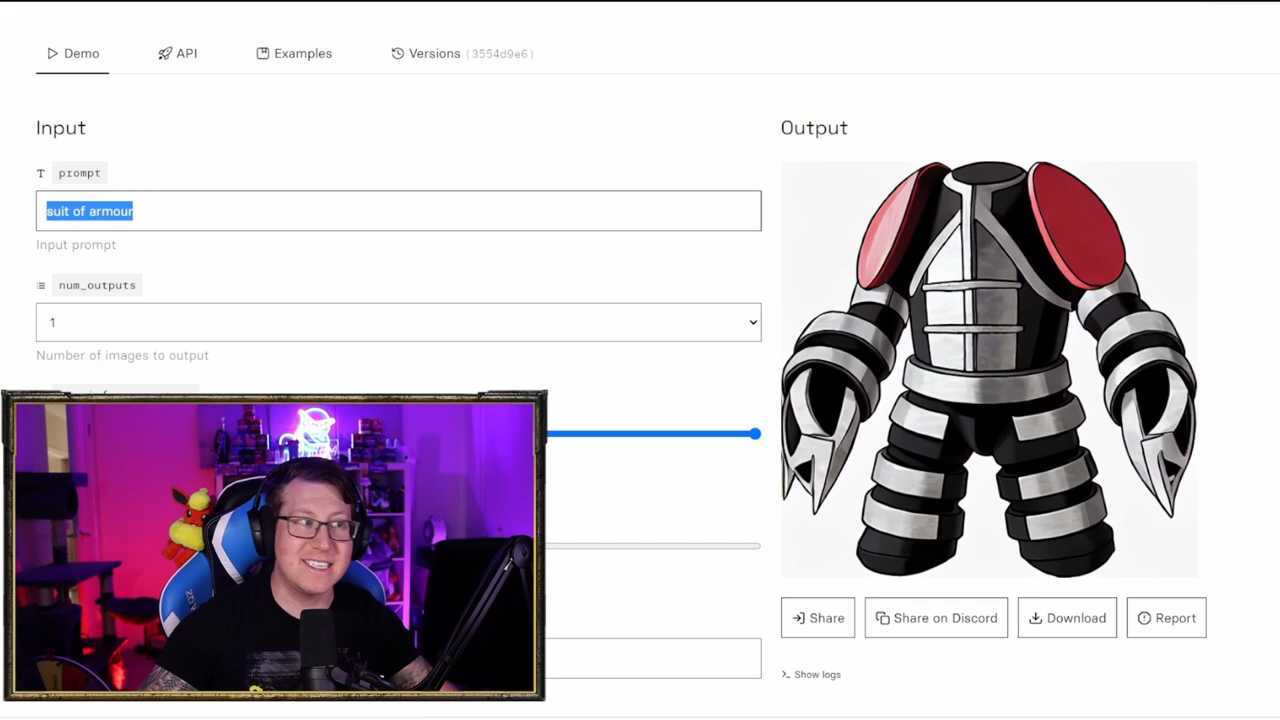 Demo API Examples Versions (3554d9e6)
Input
T prompt
suit of armour
Input prompt
num_outputs
1
Number of images to output
Output
Share Share on Discord Download Report
Show logs